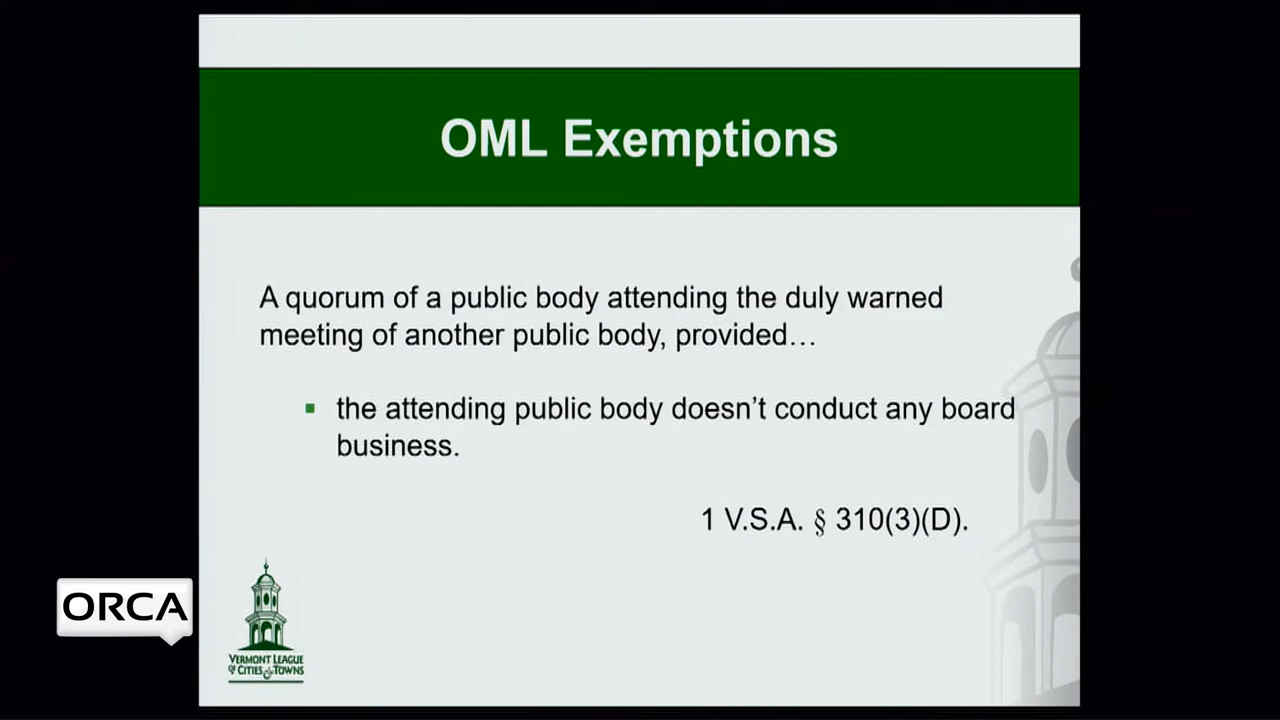 OML Exemptions
A quorum of a public body attending the duly warned
meeting of another public body, provided…
the attending public body doesn’t conduct any board
business.
1 V.S.A. § 310(3)(D).
ORCA
VERMONT LEAGUE
OF CITIES & TOWNS